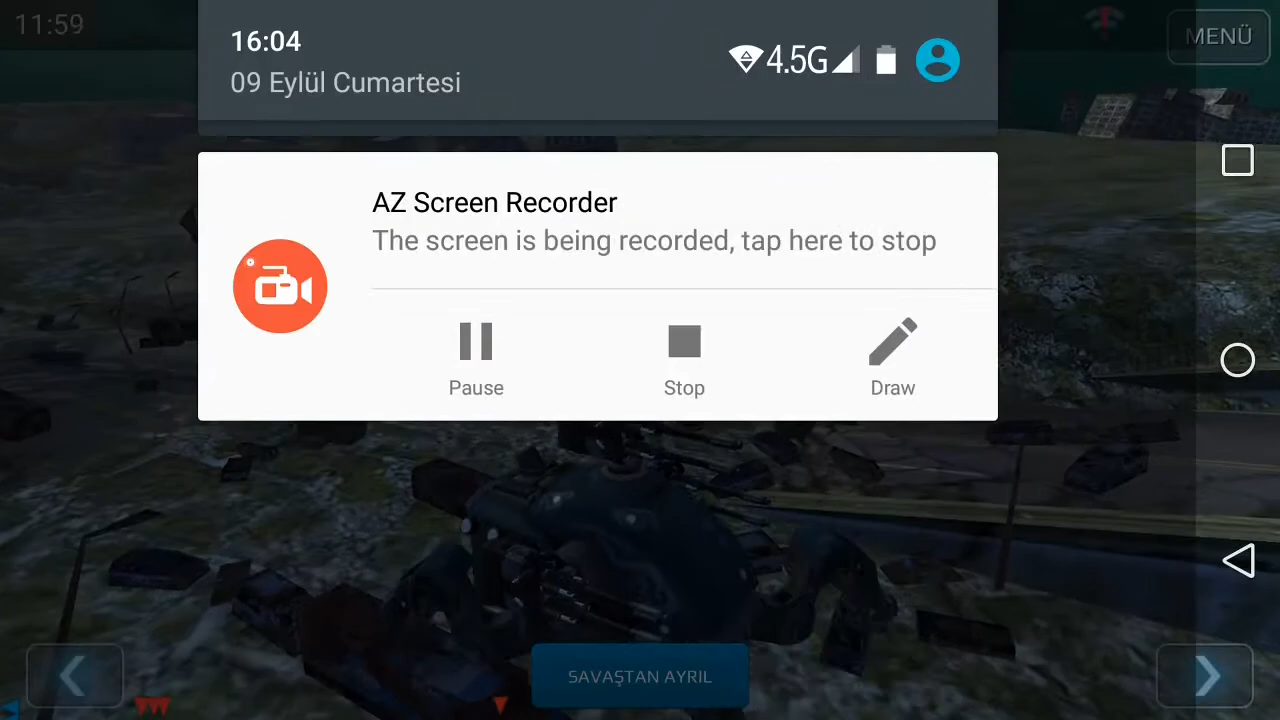 11:59
16:04
4.5G
MENÜ
09 Eylül Cumartesi
AZ Screen Recorder
The screen is being recorded, tap here to stop
Pause
Stop
Draw
SAVAŞTAN AYRIL